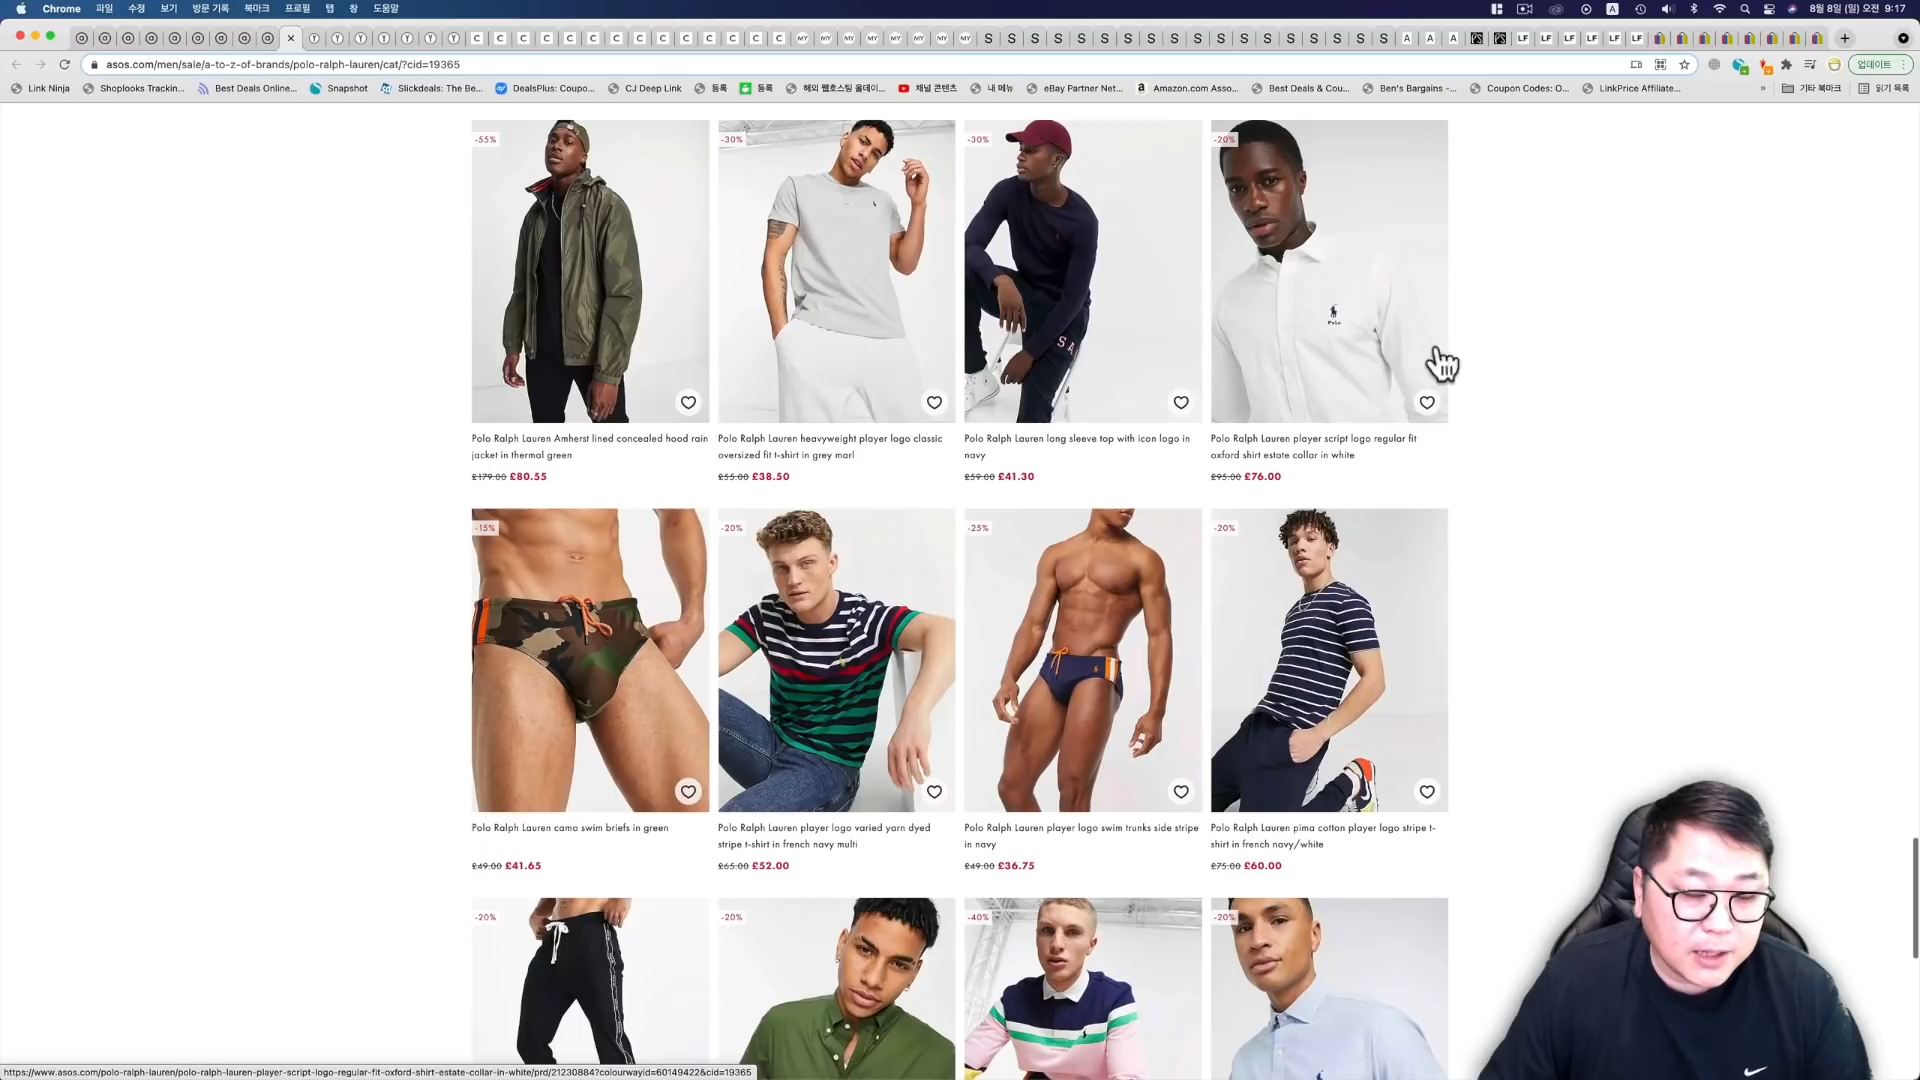 Chrome 파일 수정 보기 방문 기록 북마크 프로필 탭 창 도움말
8월 8일 (일) 오전 9:17
asos.com/men/sale/a-to-z-of-brands/polo-ralph-lauren/cat/?cid=19365
업데이트
Link Ninja Shoplooks Trackin... Best Deals Online... Snapshot Slickdeals: The Be... DealsPlus: Coupo... CJ Deep Link 등록 등록 해외 웹호스팅 올데이... 채널 콘텐츠 내 메뉴 eBay Partner Net... Amazon.com Asso... Best Deals & Cou... Ben's Bargains -... Coupon Codes: O... LinkPrice Affiliate... » 기타 북마크 읽기 목록
-55% -30% -30% -20%
SA
Polo
Polo Ralph Lauren Amherst lined concealed hood rain
jacket in thermal green
£179.00 £80.55
Polo Ralph Lauren heavyweight player logo classic
oversized fit t-shirt in grey marl
£55.00 £38.50
Polo Ralph Lauren long sleeve top with icon logo in
navy
£59.00 £41.30
Polo Ralph Lauren player script logo regular fit
oxford shirt estate collar in white
£95.00 £76.00
-15% -20% -25% -20%
Polo Ralph Lauren camo swim briefs in green
£49.00 £41.65
Polo Ralph Lauren player logo varied yarn dyed
stripe t-shirt in french navy multi
£65.00 £52.00
Polo Ralph Lauren player logo swim trunks side stripe
in navy
£49.00 £36.75
Polo Ralph Lauren pima cotton player logo stripe t-
shirt in french navy/white
£75.00 £60.00
-20% -20% -40% -20%
https://www.asos.com/polo-ralph-lauren/polo-ralph-lauren-player-script-logo-regular-fit-oxford-shirt-estate-collar-in-white/prd/21230884?colourwayid=60149422&cid=19365